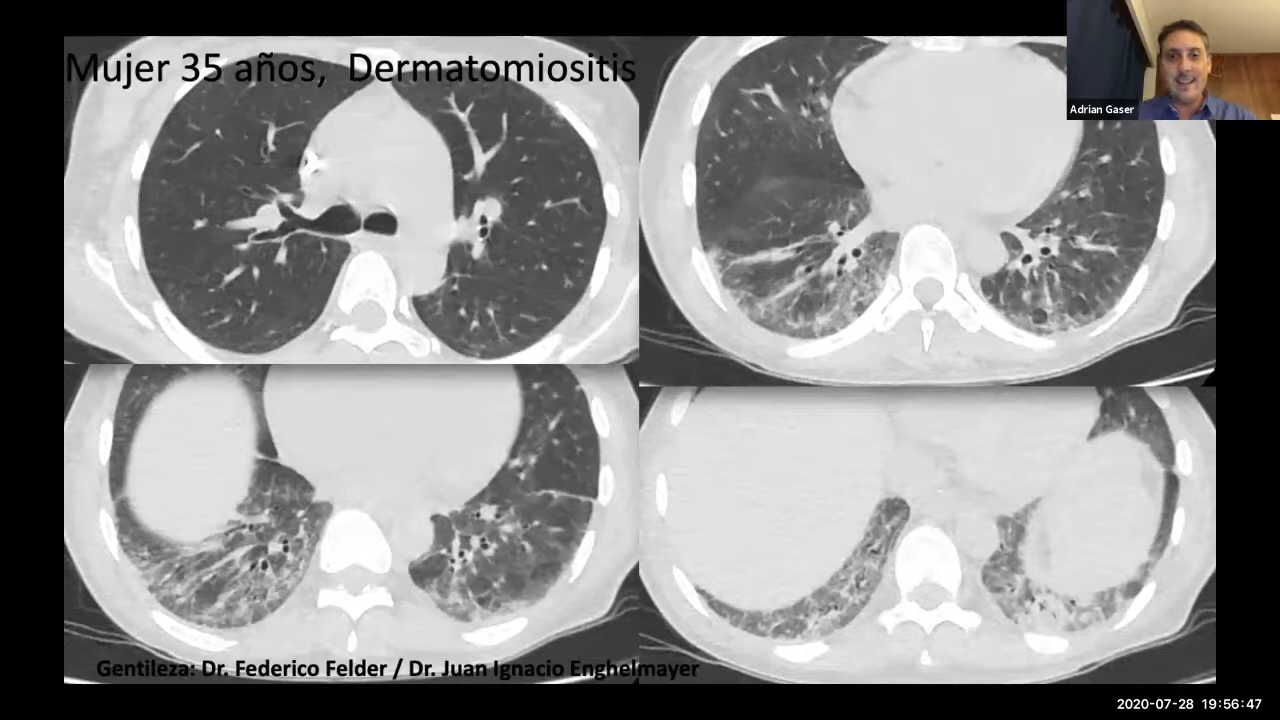 Mujer 35 años, Dermatomiositis
Adrian Gaser
Gentileza: Dr. Federico Felder / Dr. Juan Ignacio Enghelmayer
2020-07-28 19:56:47